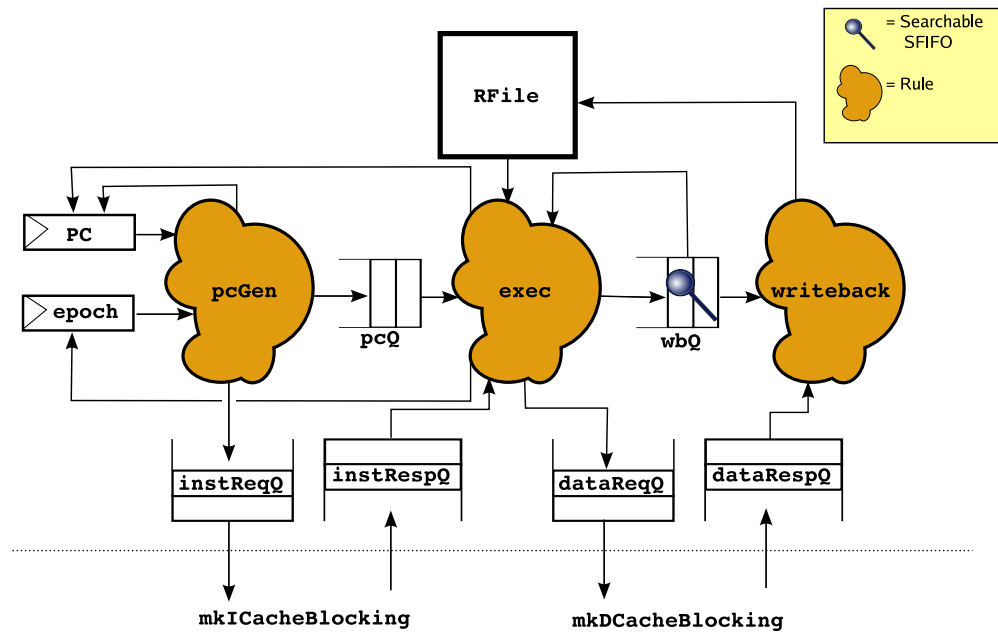 = Searchable
SFIFO
= Rule
RFile
PC
pcGen
exec
writeback
epoch
pcQ
wbQ
instReqQ
instRespQ
dataReqQ
dataRespQ
mkICacheBlocking
mkDCacheBlocking